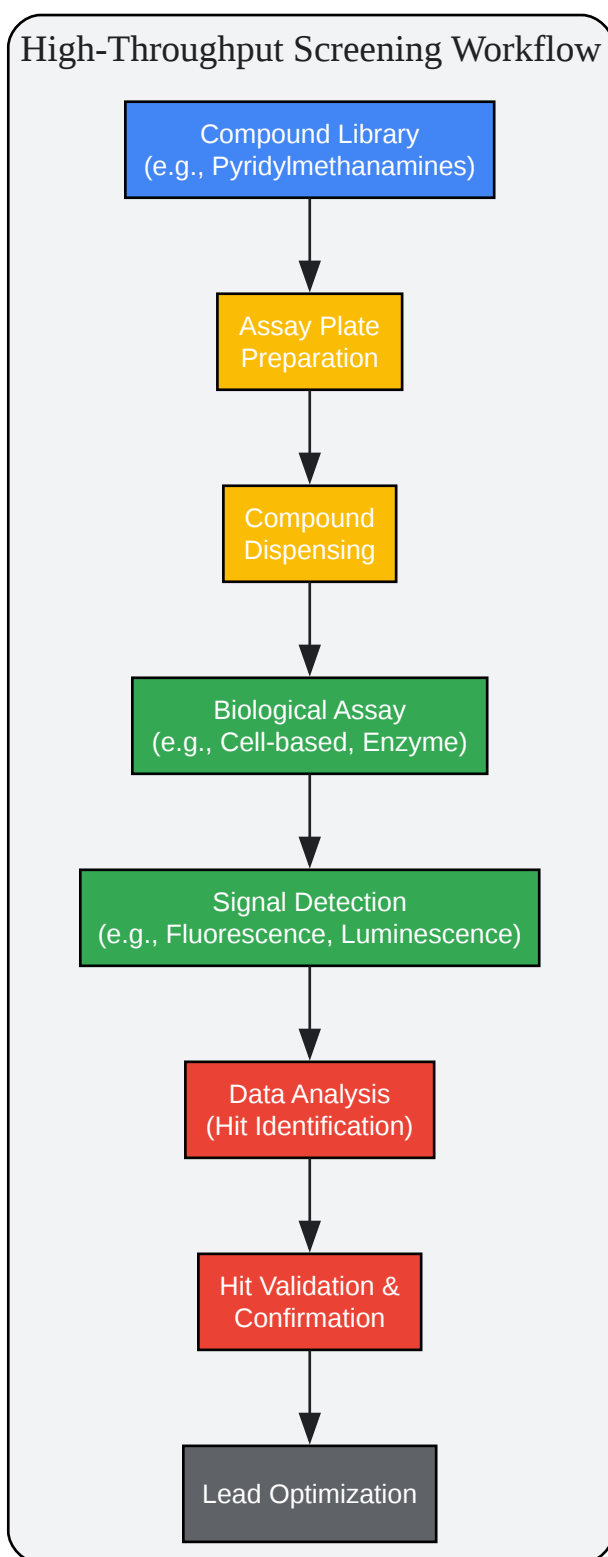 High-Throughput Screening Workflow
Compound Library
(e.g., Pyridylmethanamines)
Assay Plate
Preparation
Compound
Dispensing
Biological Assay
(e.g., Cell-based, Enzyme)
Signal Detection
(e.g., Fluorescence, Luminescence)
Data Analysis
(Hit Identification)
Hit Validation &
Confirmation
Lead Optimization